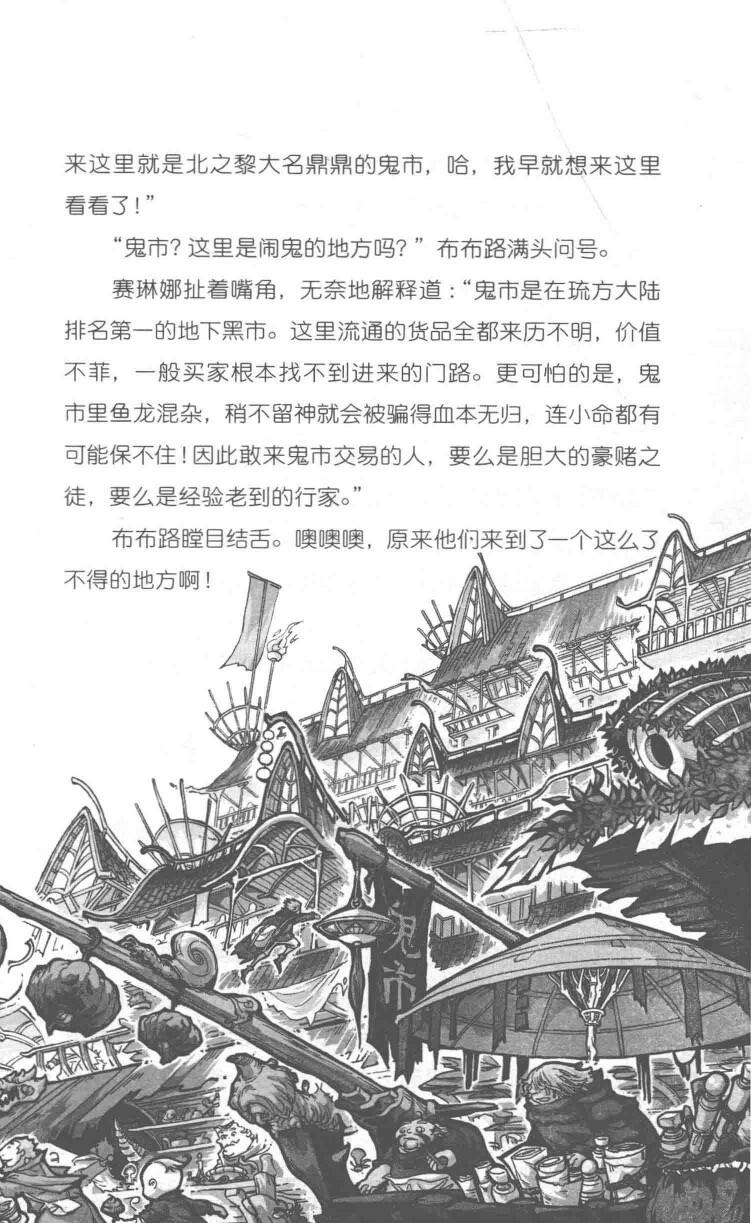 来这里就是北之黎大名鼎鼎的鬼市，哈，我早就想来这里
看看了！”
“鬼市？这里是闹鬼的地方吗？”布布路满头问号。
赛琳娜扯着嘴角，无奈地解释道：“鬼市是在琉方大陆
排名第一的地下黑市。这里流通的货品全都来历不明，价值
不菲，一般买家根本找不到进来的门路。更可怕的是，鬼
市里鱼龙混杂，稍不留神就会被骗得血本无归，连小命都有
可能保不住！因此敢来鬼市交易的人，要么是胆大的豪赌之
徒，要么是经验老到的行家。”
布布路瞠目结舌。噢噢噢，原来他们来到了一个这么了
不得的地方啊！
鬼市